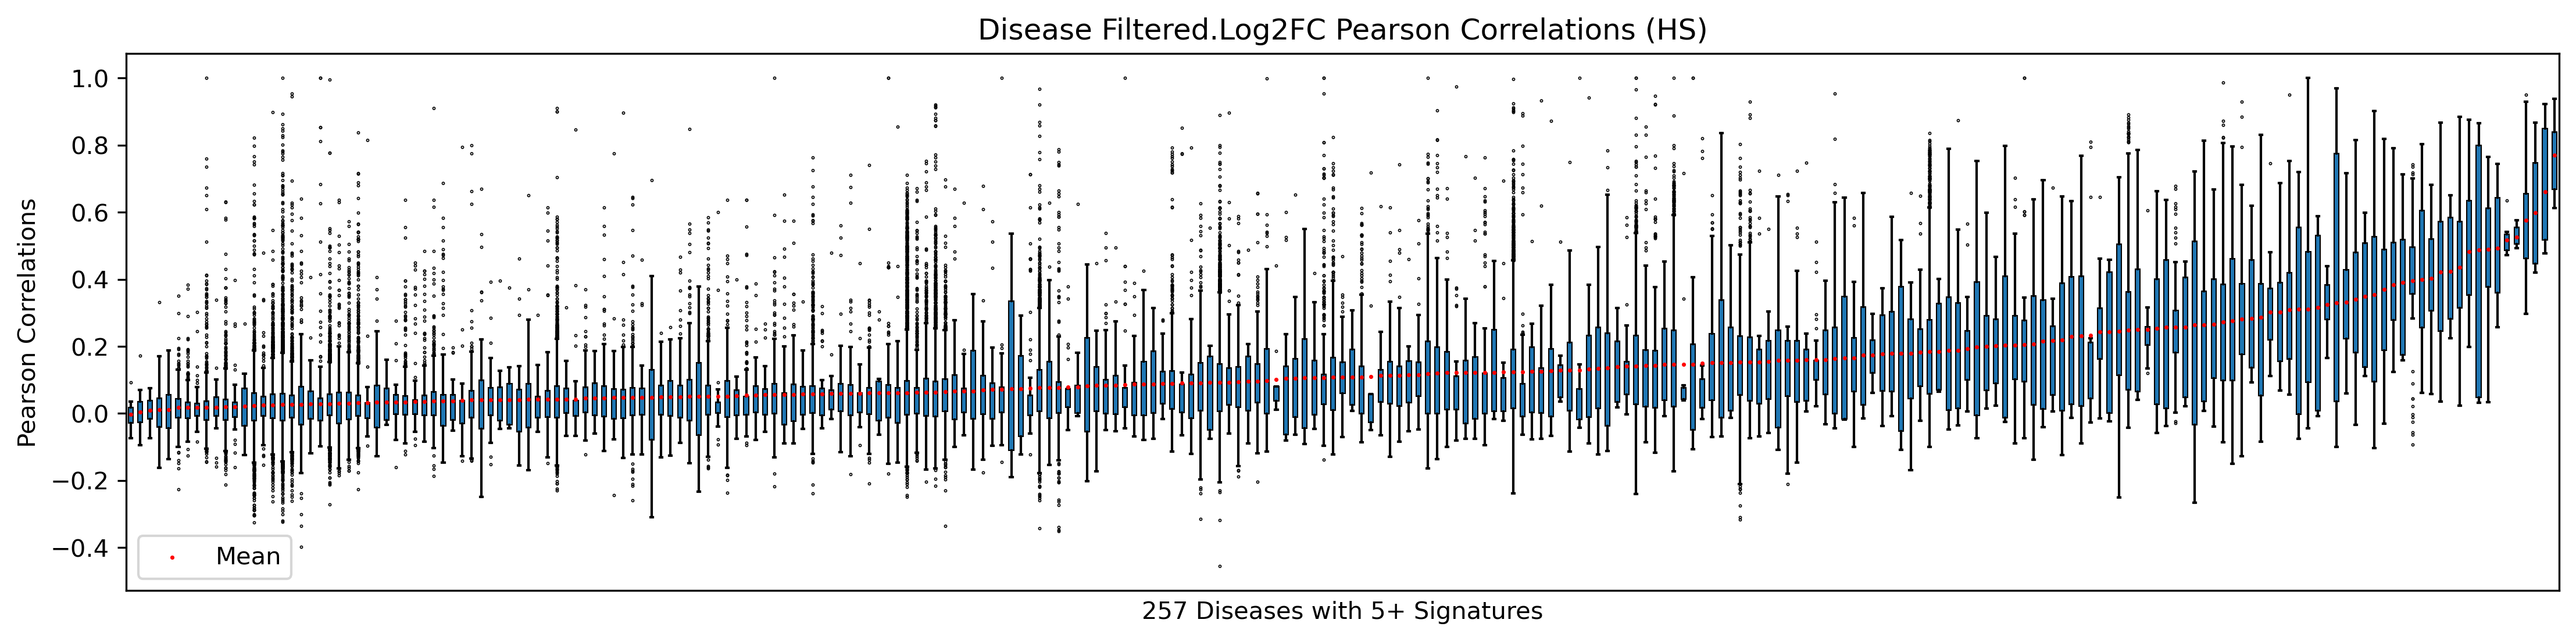 Disease Filtered.Log2FC Pearson Correlations (HS)
Pearson Correlations
1.0
0.8
0.6
0.4
0.2
0.0
−0.2
−0.4
Mean
257 Diseases with 5+ Signatures